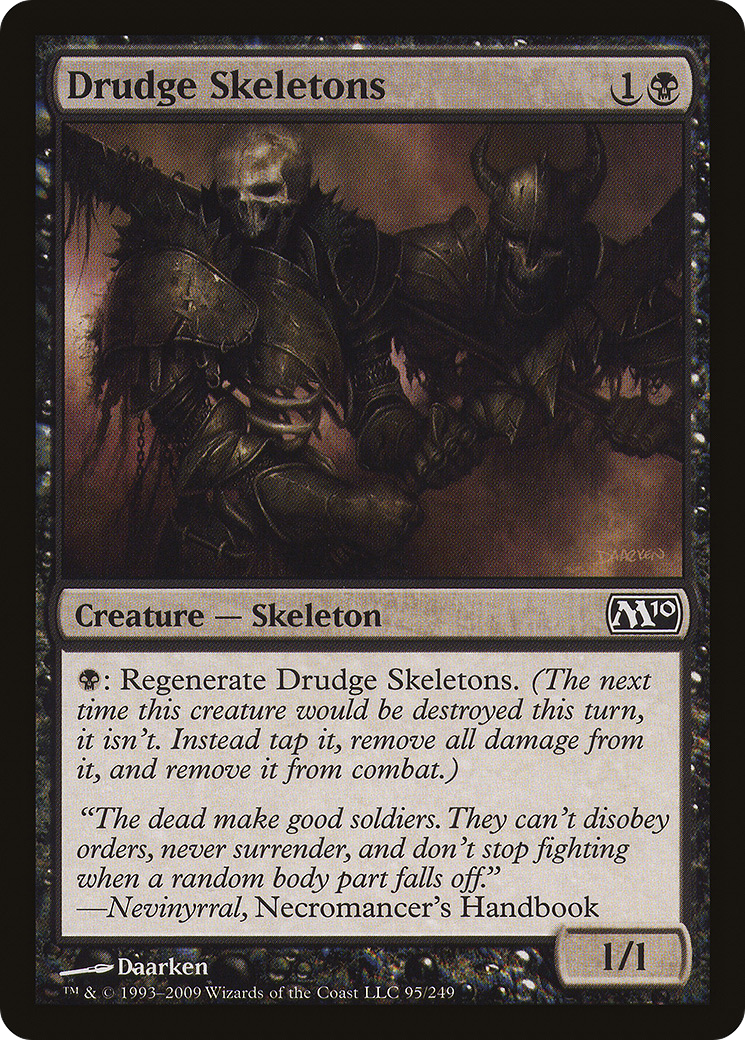 Drudge Skeletons 1
DAARKEN
Creature — Skeleton M10
: Regenerate Drudge Skeletons. (The next
time this creature would be destroyed this turn,
it isn't. Instead tap it, remove all damage from
it, and remove it from combat.)
“The dead make good soldiers. They can't disobey
orders, never surrender, and don't stop fighting
when a random body part falls off.”
—Nevinyrral, Necromancer's Handbook
1/1
Daarken
™ & © 1993–2009 Wizards of the Coast LLC 95/249